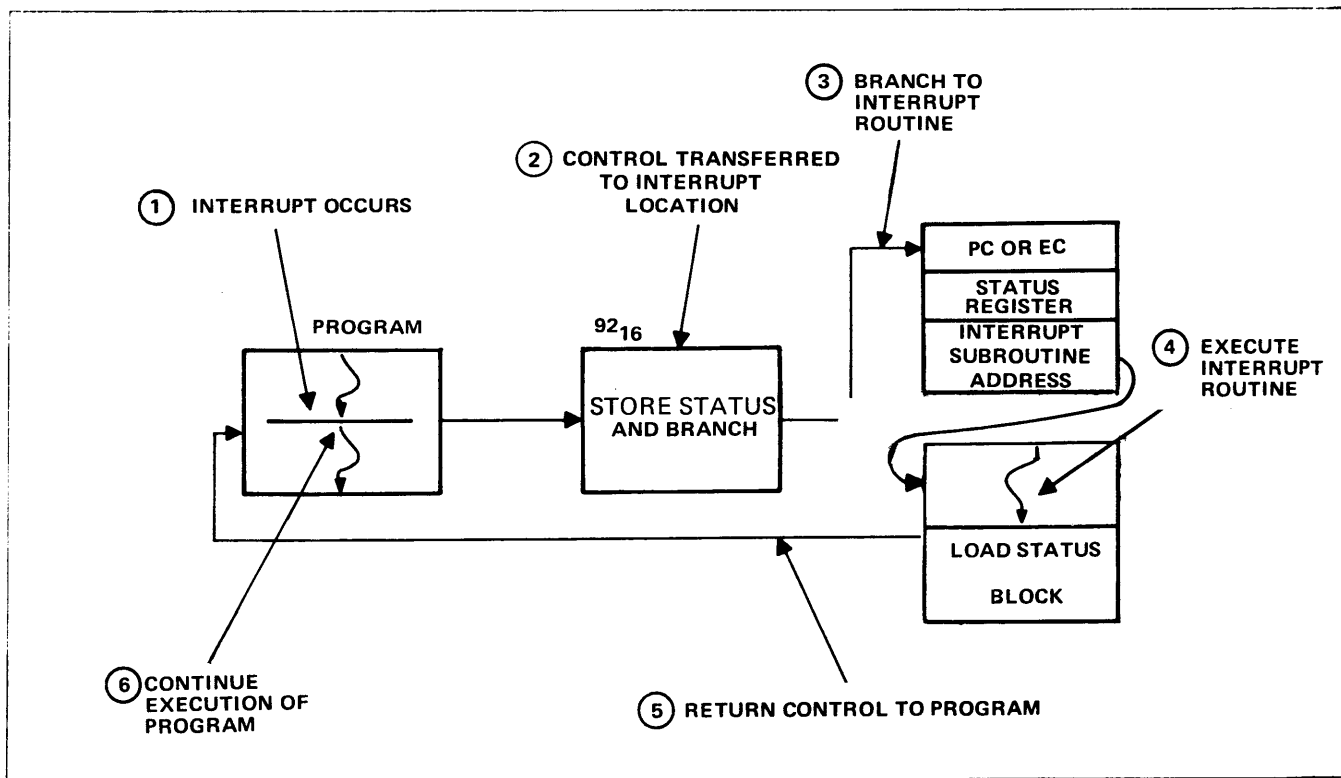 3 BRANCH TO
INTERRUPT
ROUTINE
2 CONTROL TRANSFERRED
TO INTERRUPT
LOCATION
1 INTERRUPT OCCURS
PC OR EC
STATUS
REGISTER
INTERRUPT
SUBROUTINE
ADDRESS
4 EXECUTE
INTERRUPT
ROUTINE
PROGRAM
92₁₆
STORE STATUS
AND BRANCH
LOAD STATUS
BLOCK
6 CONTINUE
EXECUTION OF
PROGRAM
5 RETURN CONTROL TO PROGRAM